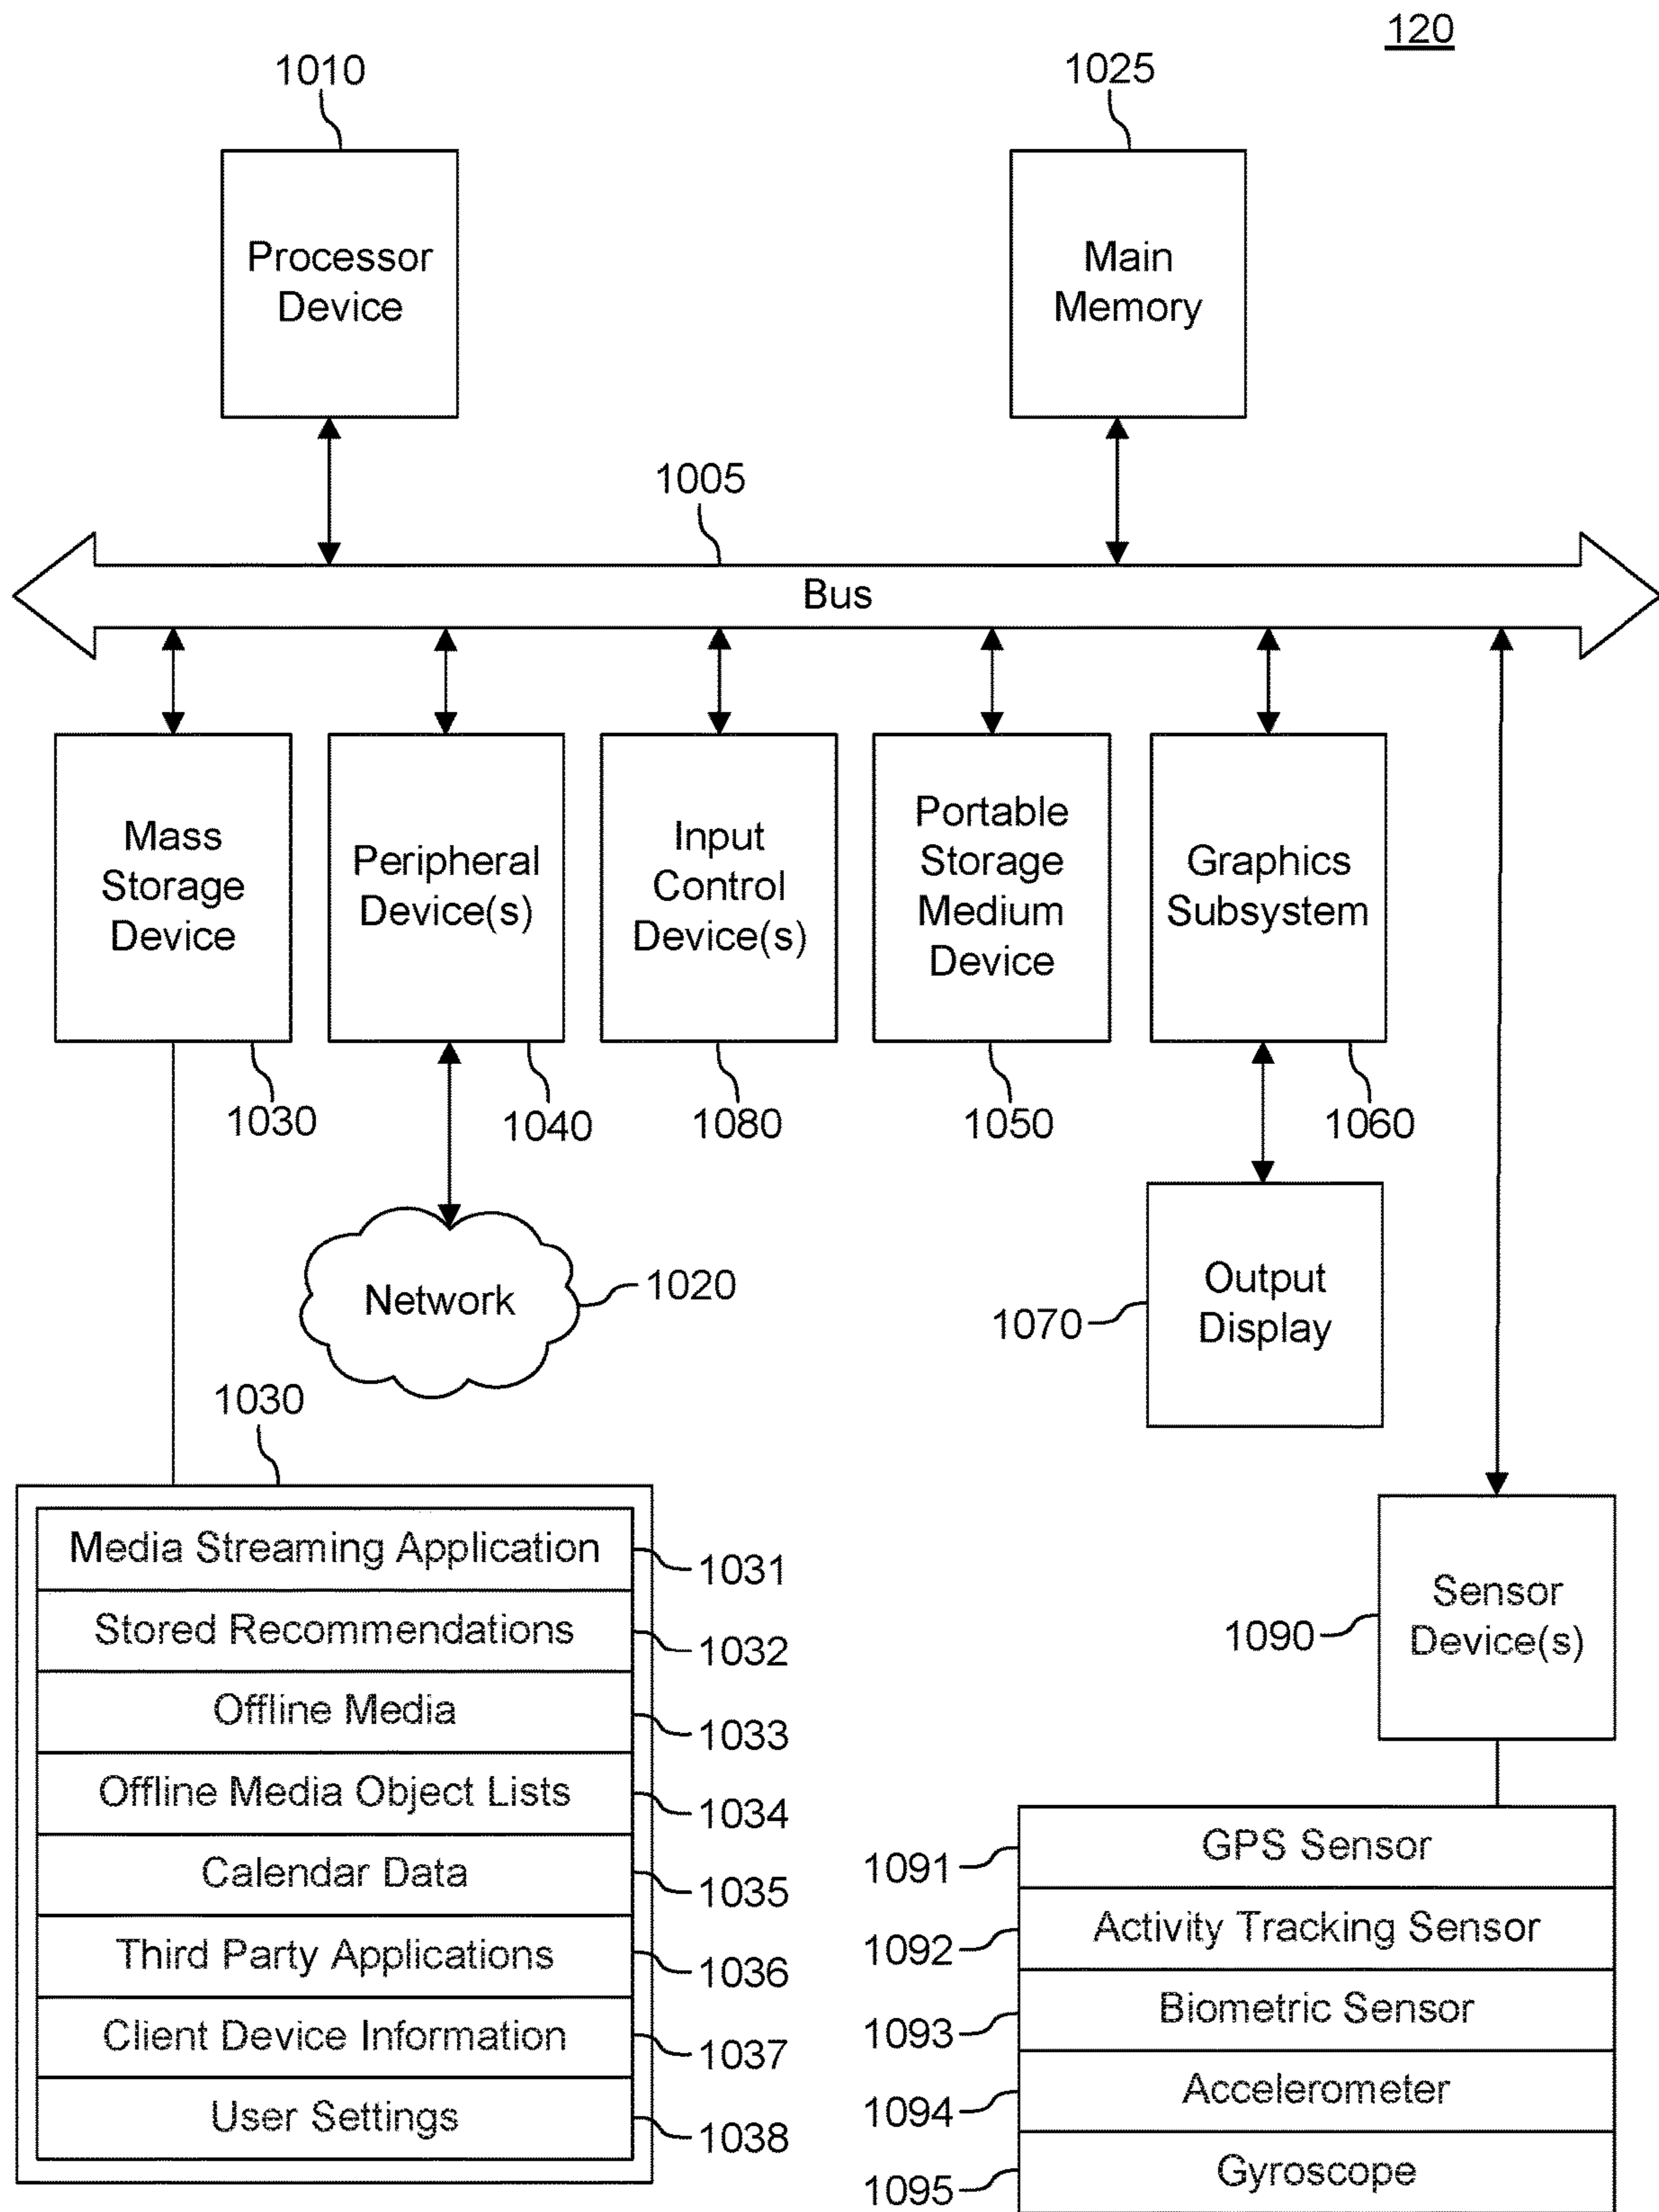 120
1010
1025
Processor
Device
Main
Memory
1005
Bus
Mass
Storage
Device
Peripheral
Device(s)
Input
Control
Device(s)
Portable
Storage
Medium
Device
Graphics
Subsystem
1030
1040
1080
1050
1060
Network
1020
Output
Display
1070
1030
Media Streaming Application
1031
Stored Recommendations
1032
Offline Media
1033
Offline Media Object Lists
1034
Calendar Data
1035
Third Party Applications
1036
Client Device Information
1037
User Settings
1038
Sensor
Device(s)
1090
GPS Sensor
1091
Activity Tracking Sensor
1092
Biometric Sensor
1093
Accelerometer
1094
Gyroscope
1095